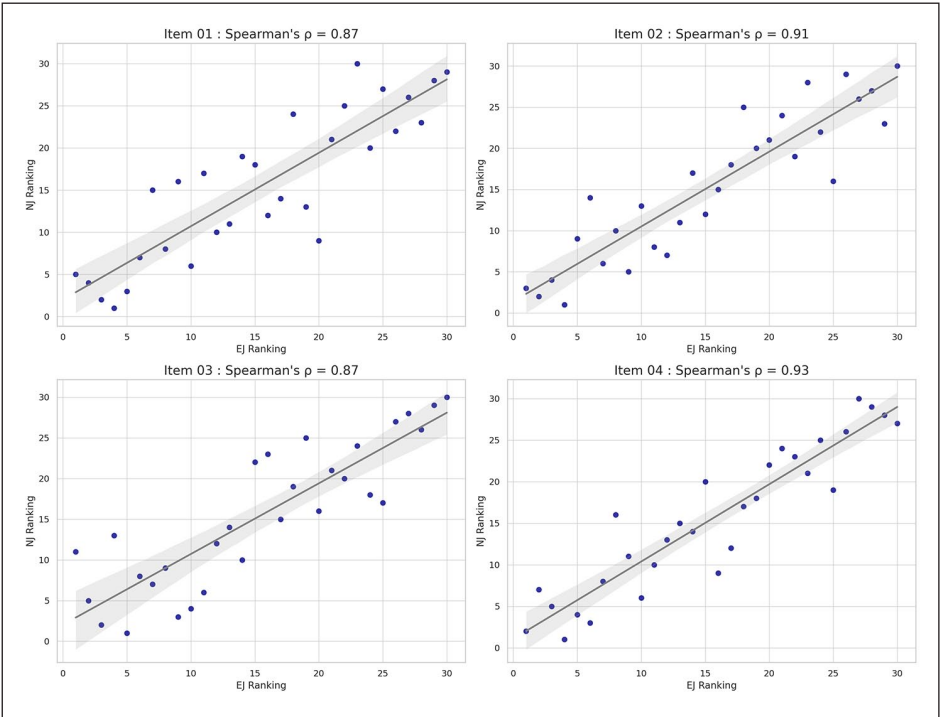 Item 01 : Spearman's ρ = 0.87
Item 02 : Spearman's ρ = 0.91
30
25
20
15
10
5
0
NJ Ranking
0 5 10 15 20 25 30
EJ Ranking
30
25
20
15
10
5
0
NJ Ranking
0 5 10 15 20 25 30
EJ Ranking
Item 03 : Spearman's ρ = 0.87
Item 04 : Spearman's ρ = 0.93
30
25
20
15
10
5
0
NJ Ranking
0 5 10 15 20 25 30
EJ Ranking
30
25
20
15
10
5
0
NJ Ranking
0 5 10 15 20 25 30
EJ Ranking